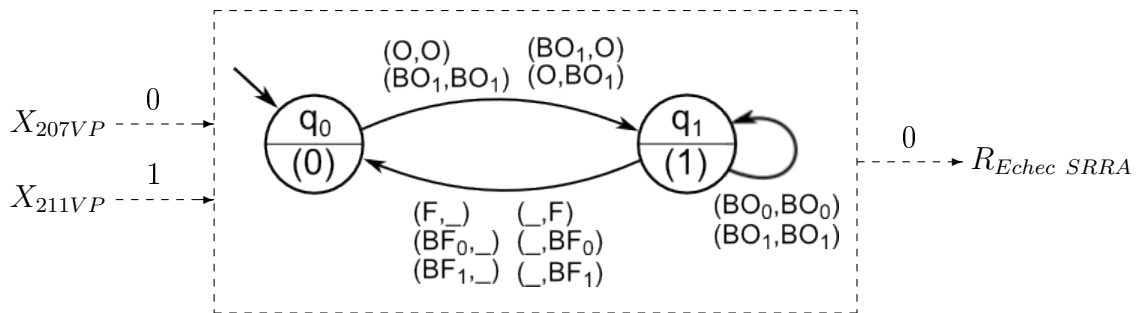 (O,O) (BO₁,O)
(BO₁,BO₁) (O,BO₁)
X₂₀₇VP 0
q₀ q₁
(0) (1)
0 R_Echec SRRA
X₂₁₁VP 1
(F,_) (_,F)
(BF₀,_) (_,BF₀)
(BF₁,_) (_,BF₁)
(BO₀,BO₀)
(BO₁,BO₁)